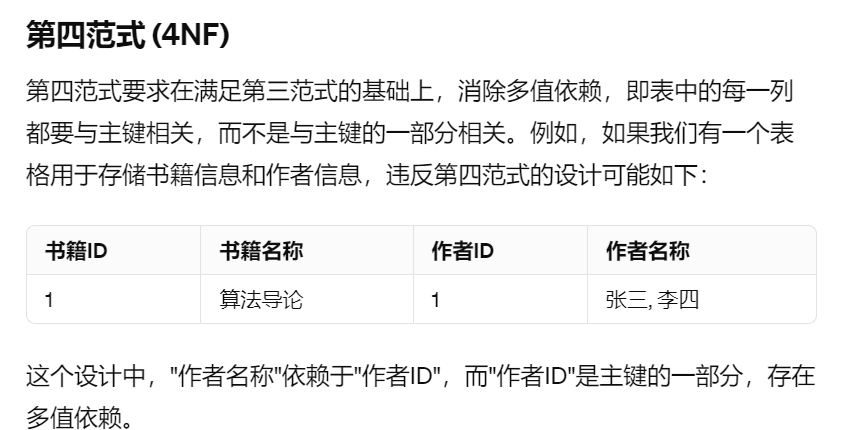 第四范式 (4NF)
第四范式要求在满足第三范式的基础上，消除多值依赖，即表中的每一列
都要与主键相关，而不是与主键的一部分相关。例如，如果我们有一个表
格用于存储书籍信息和作者信息，违反第四范式的设计可能如下：
书籍ID 书籍名称 作者ID 作者名称
1 算法导论 1 张三, 李四
这个设计中，"作者名称"依赖于"作者ID"，而"作者ID"是主键的一部分，存在
多值依赖。